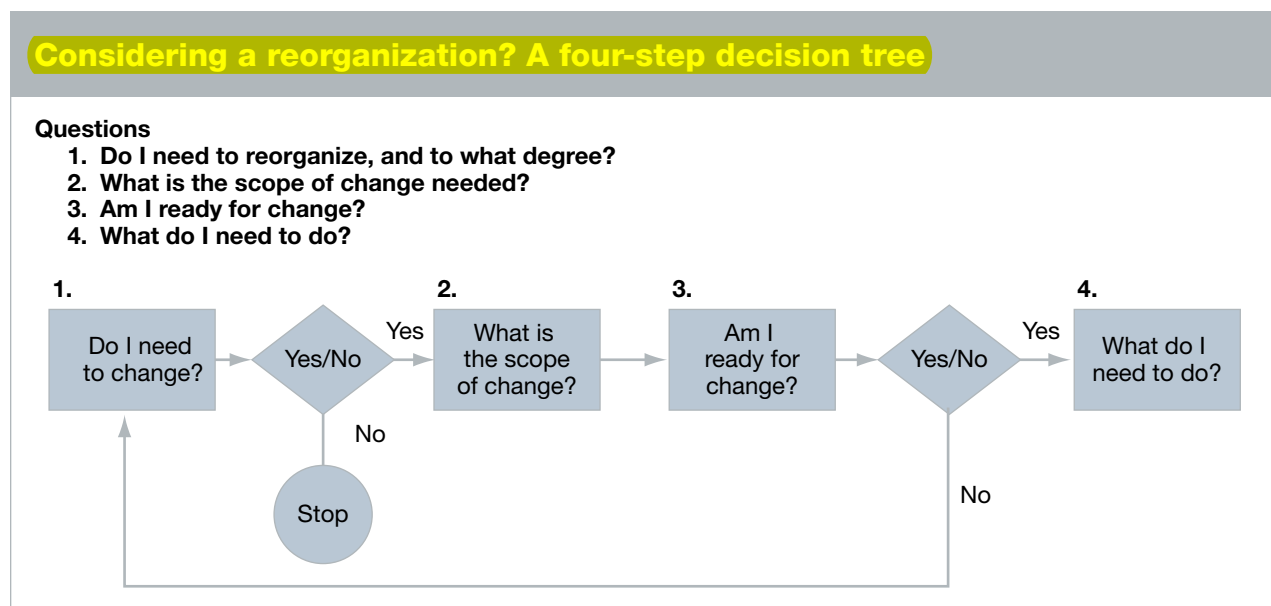 Considering a reorganization? A four-step decision tree
Questions
1. Do I need to reorganize, and to what degree?
2. What is the scope of change needed?
3. Am I ready for change?
4. What do I need to do?
1.
Do I need
to change?
Yes/No
Yes
No
Stop
2.
What is
the scope
of change?
3.
Am I
ready for
change?
Yes/No
Yes
No
4.
What do I
need to do?